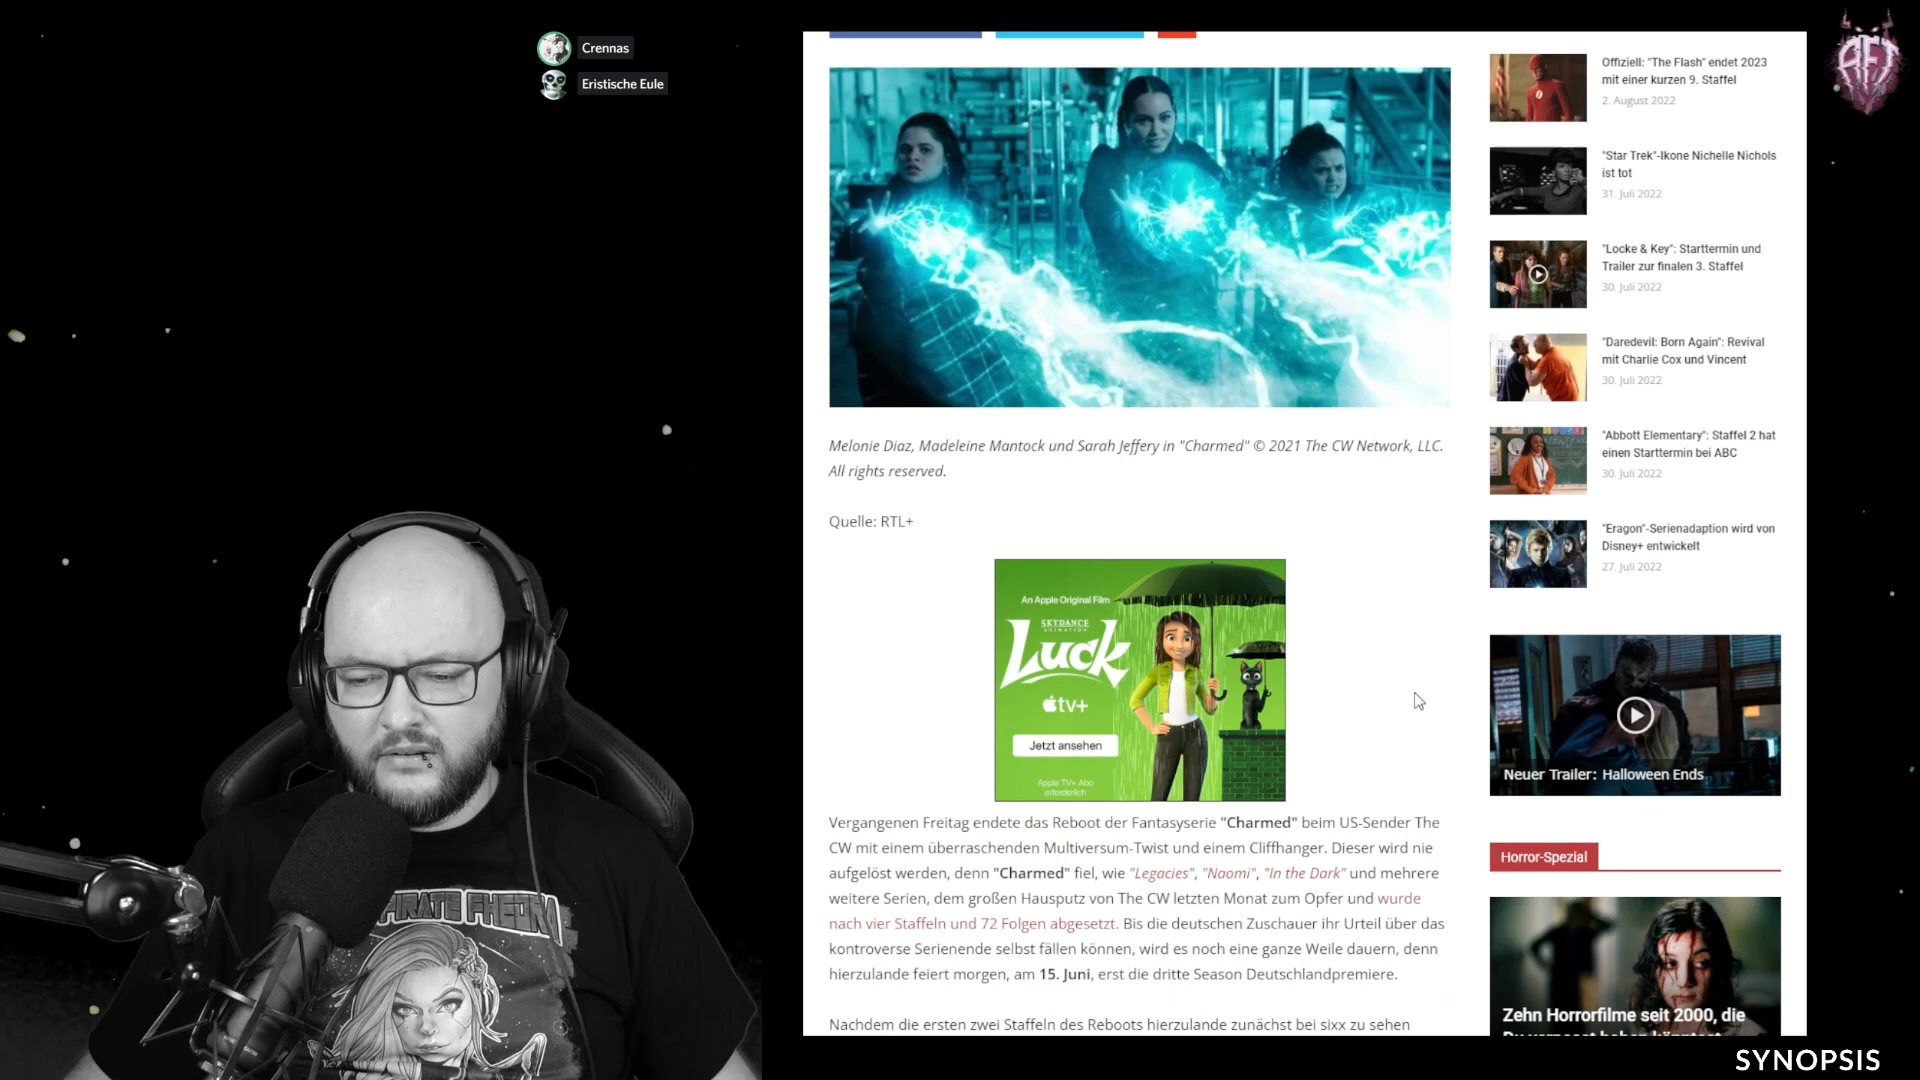 Crennas
Eristische Eule
Melonie Diaz, Madeleine Mantock und Sarah Jeffery in "Charmed" © 2021 The CW Network, LLC.
All rights reserved.
Quelle: RTL+
An Apple Original Film
SKYDANCE
ANIMATION
Luck
tv+
Jetzt ansehen
Apple TV+ Abo
erforderlich
Vergangenen Freitag endete das Reboot der Fantasyserie "Charmed" beim US-Sender The
CW mit einem überraschenden Multiversum-Twist und einem Cliffhanger. Dieser wird nie
aufgelöst werden, denn "Charmed" fiel, wie "Legacies", "Naomi", "In the Dark" und mehrere
weitere Serien, dem großen Hausputz von The CW letzten Monat zum Opfer und wurde
nach vier Staffeln und 72 Folgen abgesetzt. Bis die deutschen Zuschauer ihr Urteil über das
kontroverse Serienende selbst fällen können, wird es noch eine ganze Weile dauern, denn
hierzulande feiert morgen, am 15. Juni, erst die dritte Season Deutschlandpremiere.
Nachdem die ersten zwei Staffeln des Reboots hierzulande zunächst bei sixx zu sehen
Offiziell: "The Flash" endet 2023
mit einer kurzen 9. Staffel
2. August 2022
"Star Trek"-Ikone Nichelle Nichols
ist tot
31. Juli 2022
"Locke & Key": Starttermin und
Trailer zur finalen 3. Staffel
30. Juli 2022
"Daredevil: Born Again": Revival
mit Charlie Cox und Vincent
30. Juli 2022
"Abbott Elementary": Staffel 2 hat
einen Starttermin bei ABC
30. Juli 2022
"Eragon"-Serienadaption wird von
Disney+ entwickelt
27. Juli 2022
Neuer Trailer: Halloween Ends
Horror-Spezial
Zehn Horrorfilme seit 2000, die
AFT
SYNOPSIS